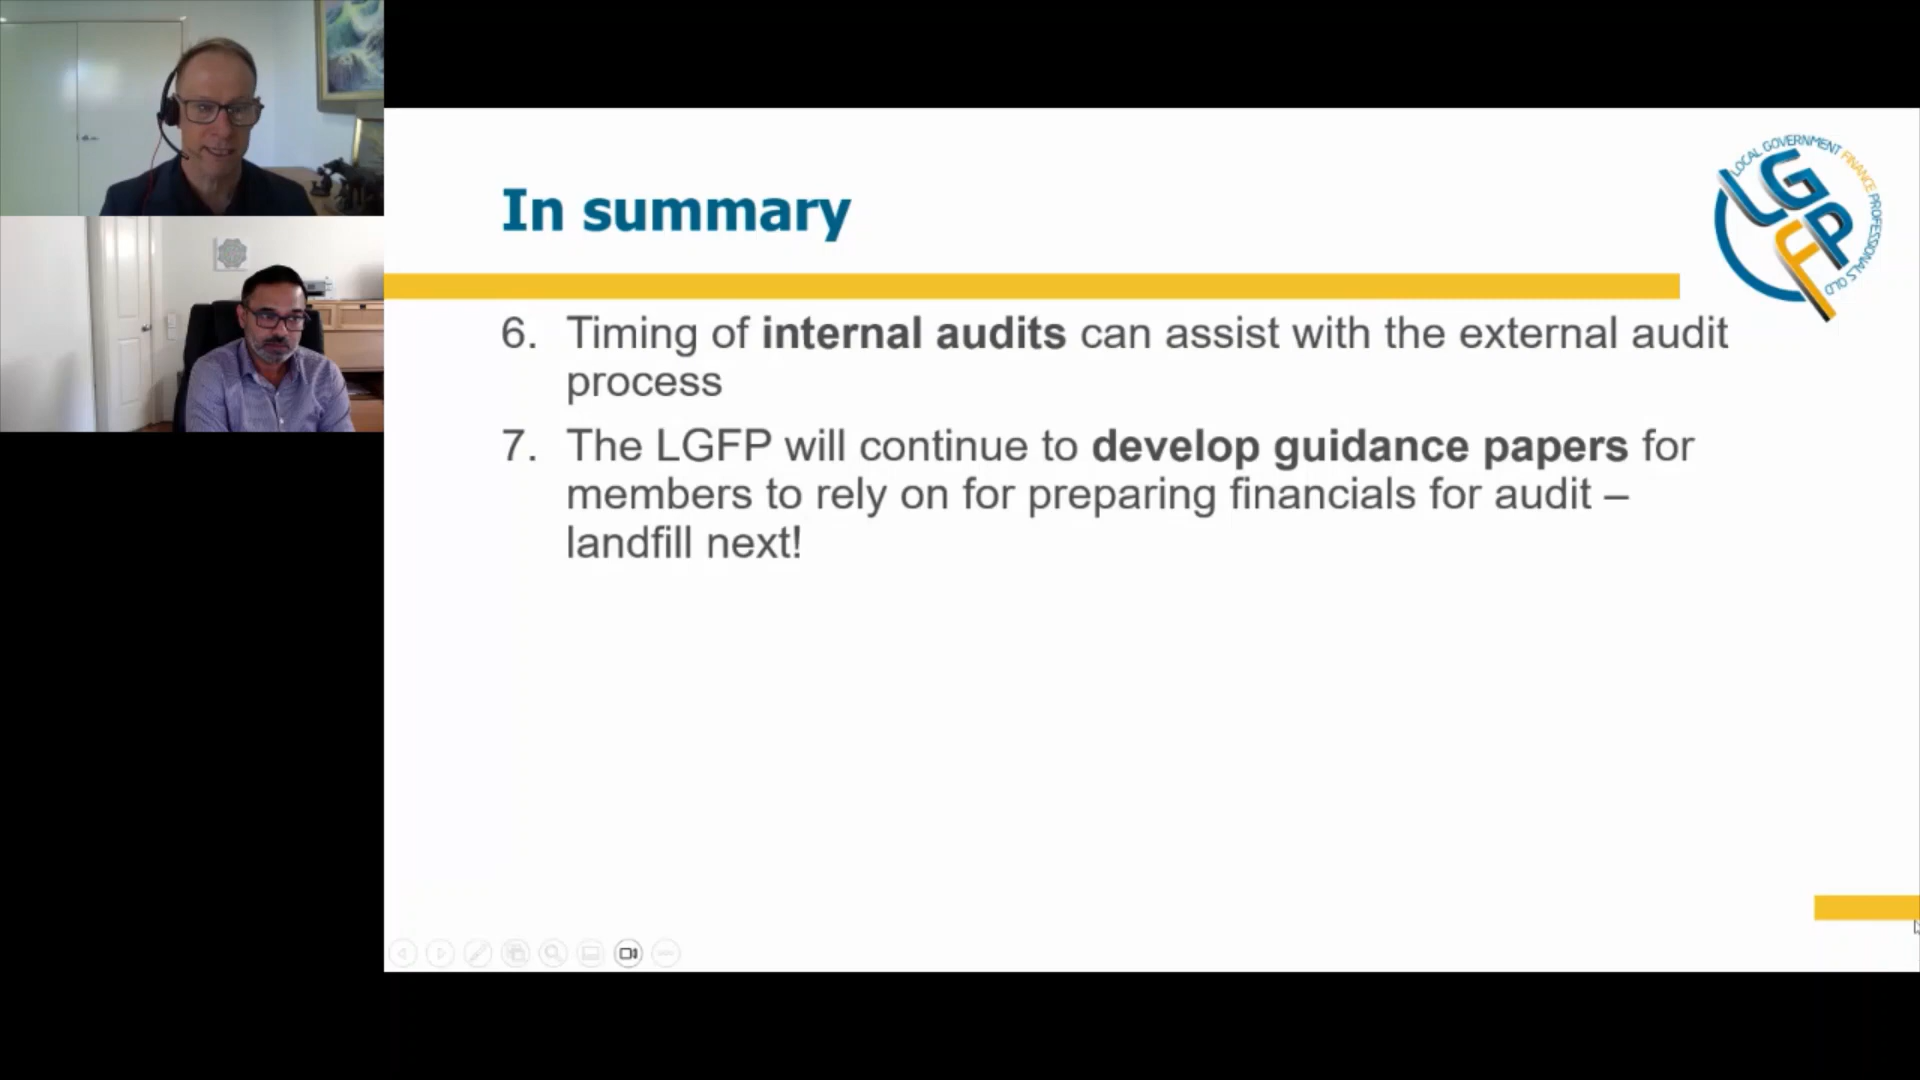 In summary
LOCAL GOVERNMENT FINANCE PROFESSIONALS QLD
LGFP
6. Timing of internal audits can assist with the external audit
process
7. The LGFP will continue to develop guidance papers for
members to rely on for preparing financials for audit –
landfill next!